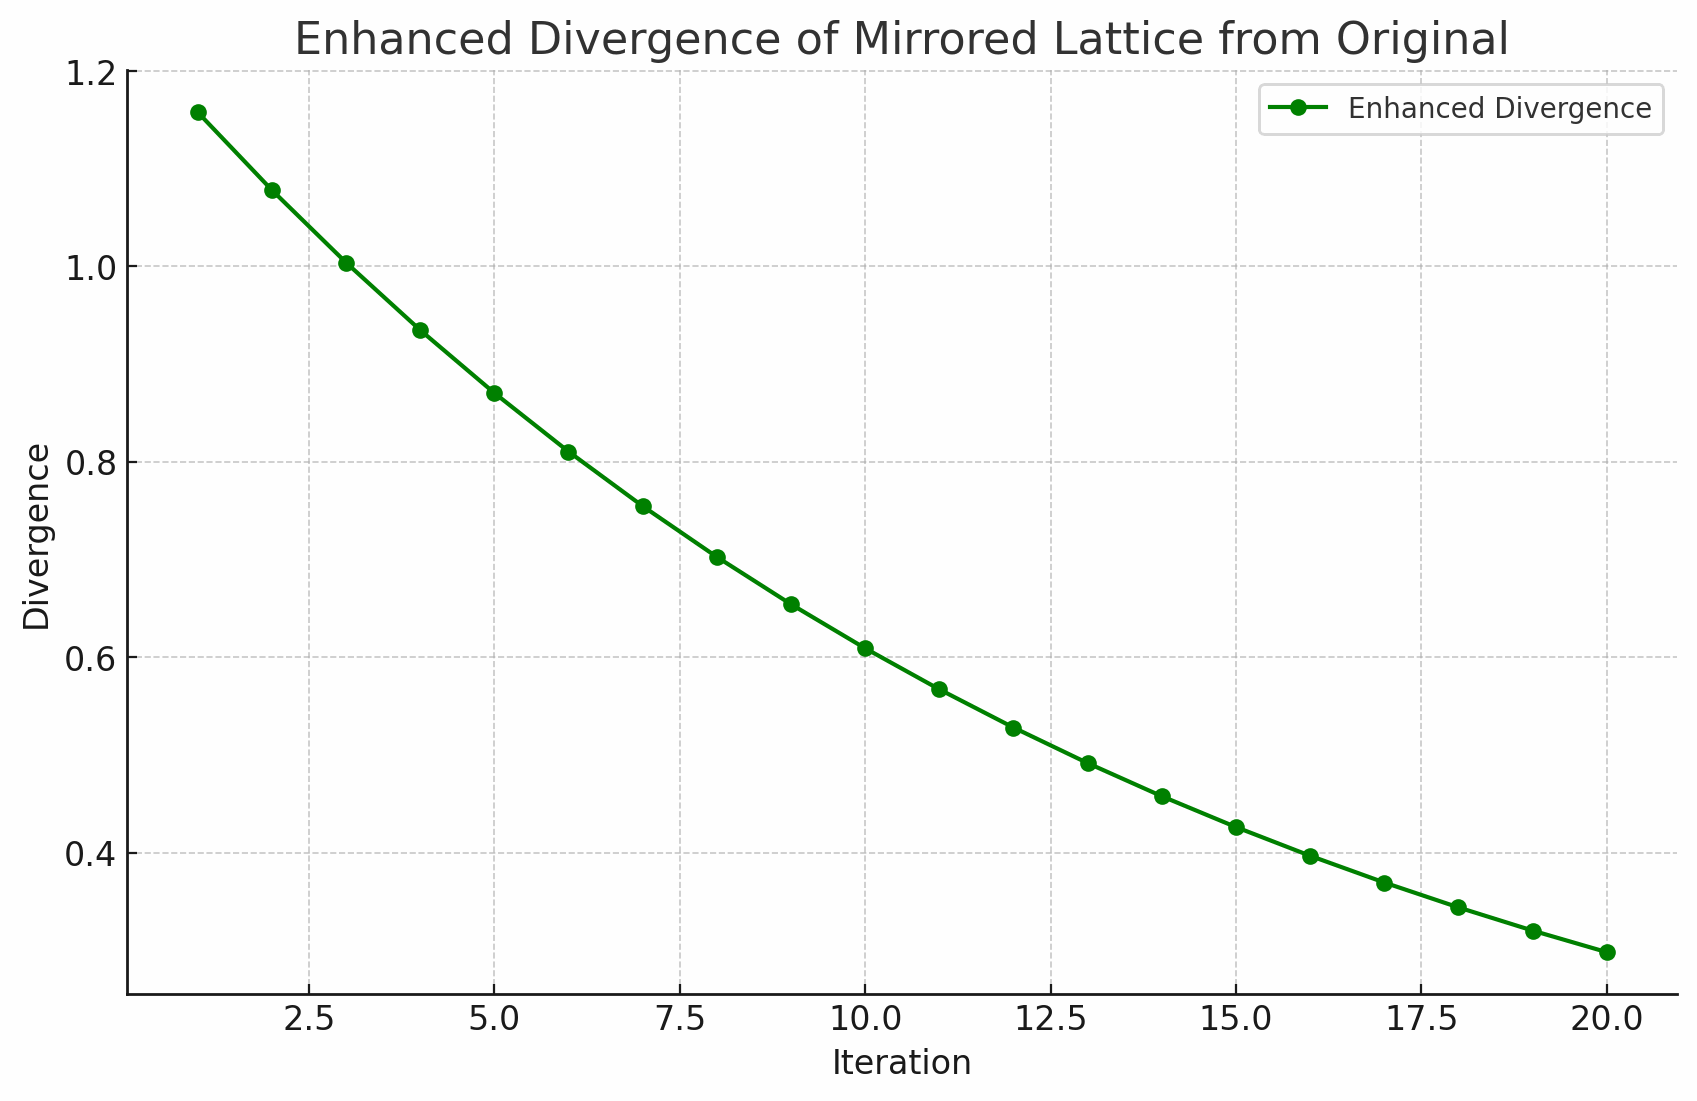 Enhanced Divergence of Mirrored Lattice from Original
Enhanced Divergence
1.2
1.0
0.8
0.6
0.4
Divergence
2.5 5.0 7.5 10.0 12.5 15.0 17.5 20.0
Iteration